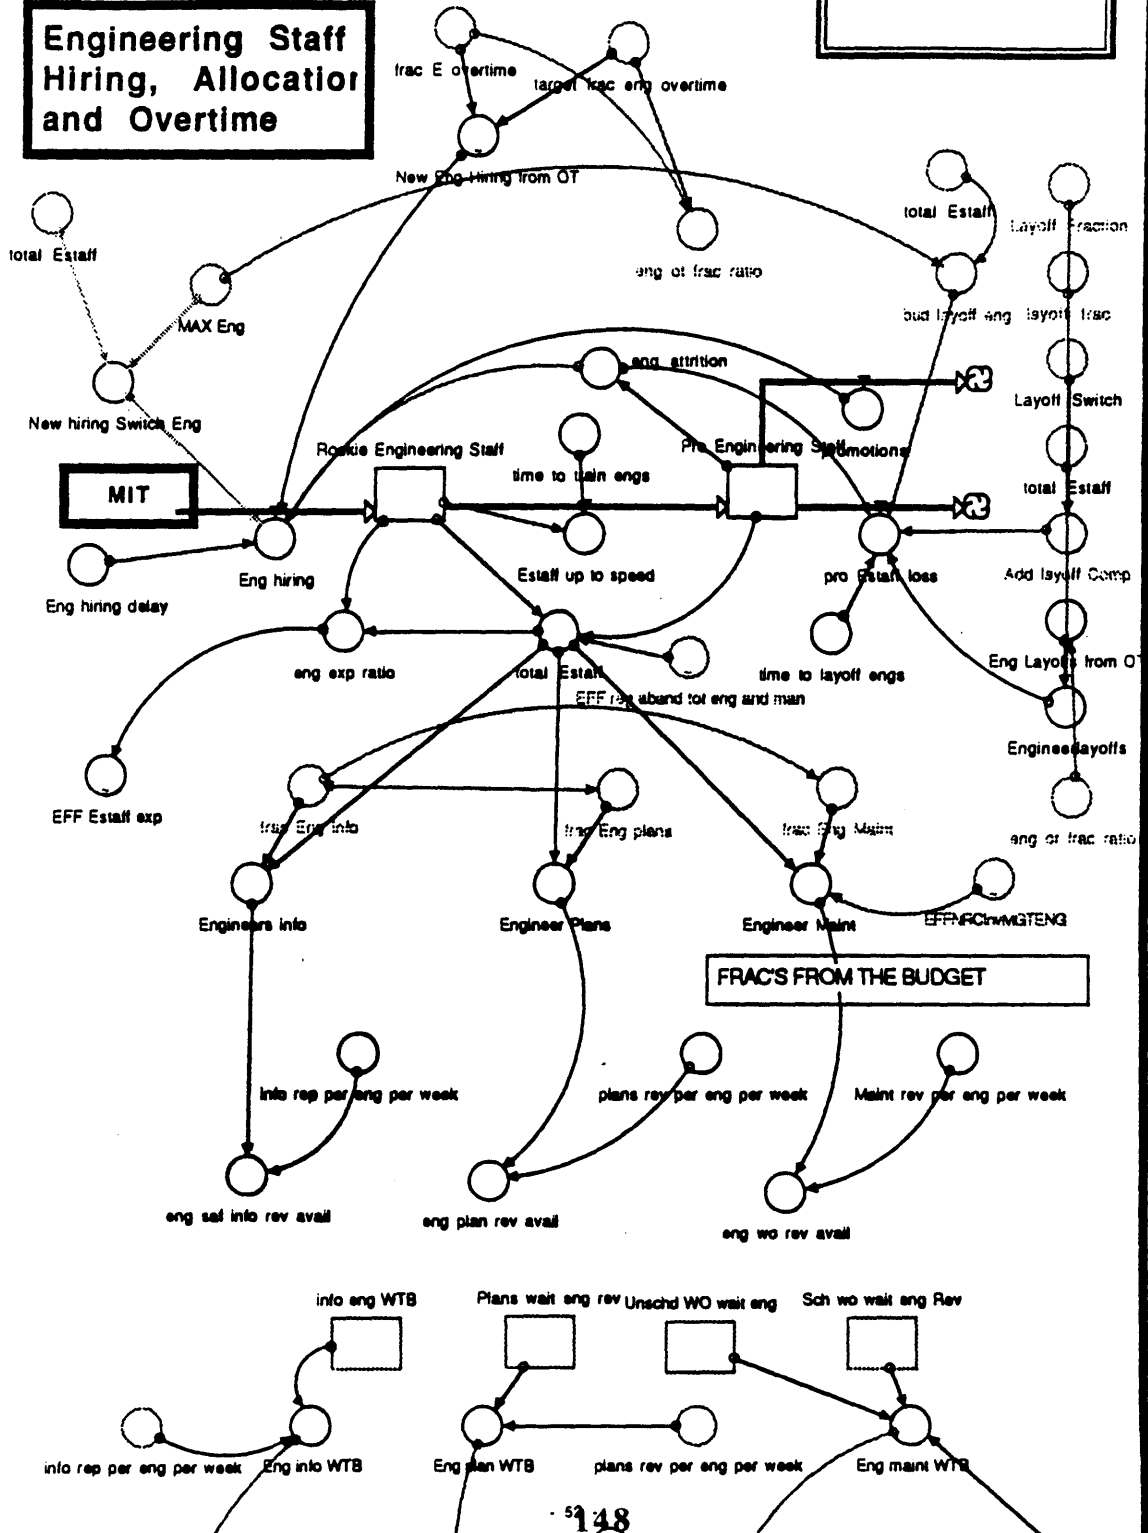 Engineering Staff
Hiring, Allocation
and Overtime
frac E overtime
target frac eng overtime
New Eng Hiring from OT
total Estaff
Layoff Fraction
total Estaff
eng ot frac ratio
MAX Eng
bud layoff eng
layoff frac
eng attrition
Layoff Switch
New hiring Switch Eng
promotions
Rookie Engineering Staff
Pro Engineering Staff
time to train engs
MIT
total Estaff
Eng hiring
Estaff up to speed
pro Estaff loss
Add layoff Comp
Eng hiring delay
eng exp ratio
total Estaff
time to layoff engs
Eng Layoffs from OT
EFF rev aband tot eng and man
Engineer layoffs
EFF Estaff exp
frac Eng info
frac Eng plans
frac Eng Maint
eng ot frac ratio
Engineers info
Engineer Plans
Engineer Maint
EFFNRCInvMGTENG
FRAC'S FROM THE BUDGET
Info rep per eng per week
plans rev per eng per week
Maint rev per eng per week
eng saf info rev avail
eng plan rev avail
eng wo rev avail
info eng WTB
Plans wait eng rev
Unschd WO wait eng
Sch wo wait eng Rev
info rep per eng per week
Eng info WTB
Eng plan WTB
plans rev per eng per week
Eng maint WTB
148